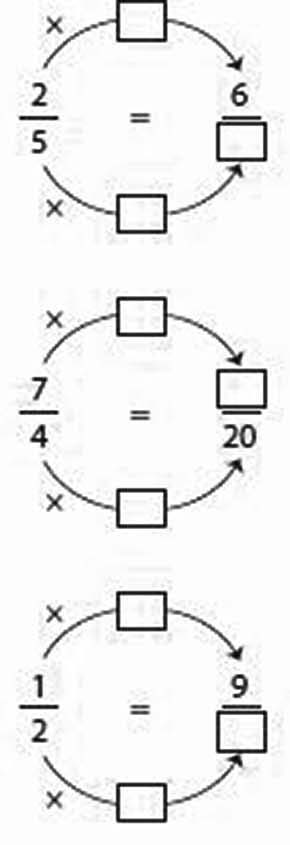 × □
2/5 = 6/□
× □
× □
7/4 = □/20
× □
× □
1/2 = 9/□
× □